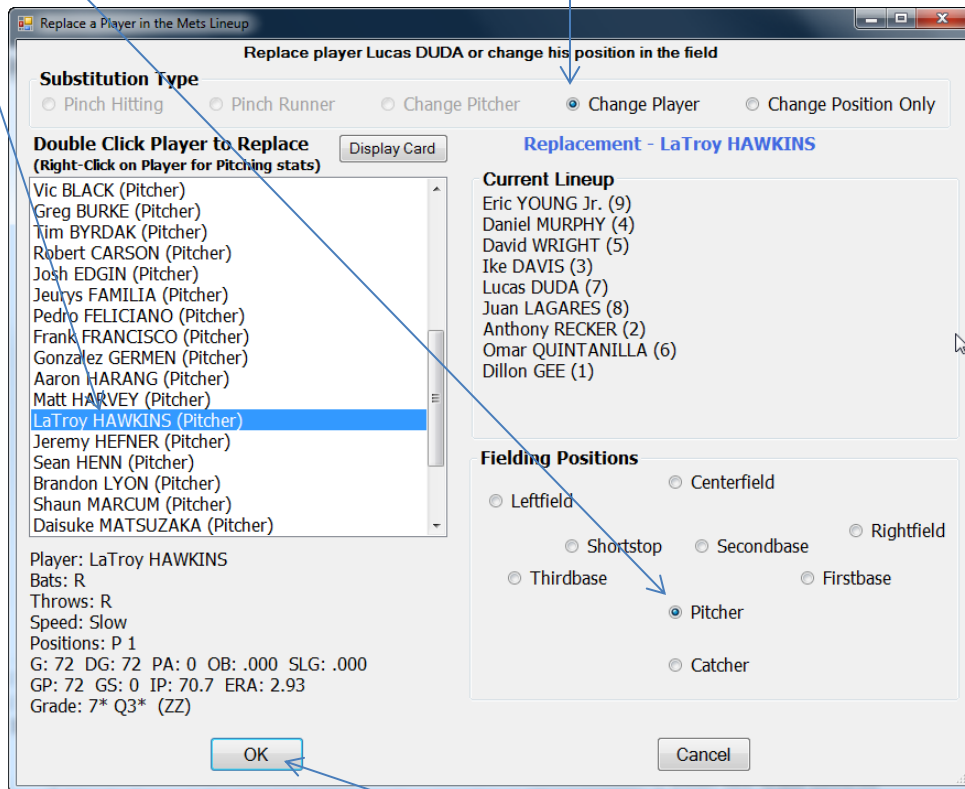 Replace a Player in the Mets Lineup
Replace player Lucas DUDA or change his position in the field
Substitution Type
Pinch Hitting Pinch Runner Change Pitcher Change Player Change Position Only
Double Click Player to Replace
(Right-Click on Player for Pitching stats)
Display Card
Vic BLACK (Pitcher)
Greg BURKE (Pitcher)
Tim BYRDAK (Pitcher)
Robert CARSON (Pitcher)
Josh EDGIN (Pitcher)
Jeurys FAMILIA (Pitcher)
Pedro FELICIANO (Pitcher)
Frank FRANCISCO (Pitcher)
Gonzalez GERMEN (Pitcher)
Aaron HARANG (Pitcher)
Matt HARVEY (Pitcher)
LaTroy HAWKINS (Pitcher)
Jeremy HEFNER (Pitcher)
Sean HENN (Pitcher)
Brandon LYON (Pitcher)
Shaun MARCUM (Pitcher)
Daisuke MATSUZAKA (Pitcher)
Player: LaTroy HAWKINS
Bats: R
Throws: R
Speed: Slow
Positions: P 1
G: 72 DG: 72 PA: 0 OB: .000 SLG: .000
GP: 72 GS: 0 IP: 70.7 ERA: 2.93
Grade: 7* Q3* (ZZ)
Replacement - LaTroy HAWKINS
Current Lineup
Eric YOUNG Jr. (9)
Daniel MURPHY (4)
David WRIGHT (5)
Ike DAVIS (3)
Lucas DUDA (7)
Juan LAGARES (8)
Anthony RECKER (2)
Omar QUINTANILLA (6)
Dillon GEE (1)
Fielding Positions
Centerfield
Leftfield
Rightfield
Shortstop Secondbase
Thirdbase Firstbase
Pitcher
Catcher
OK Cancel